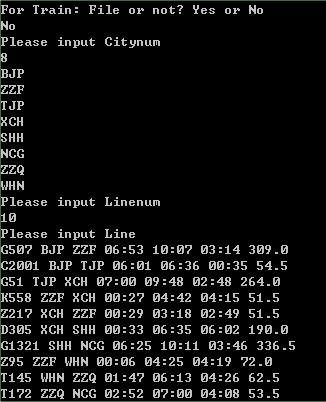 For Train: File or not? Yes or No
No
Please input Citynum
8
BJP
ZZF
TJP
XCH
SHH
NCG
ZZQ
WHN
Please input Linenum
10
Please input Line
G507 BJP ZZF 06:53 10:07 03:14 309.0
C2001 BJP TJP 06:01 06:36 00:35 54.5
G51 TJP XCH 07:00 09:48 02:48 264.0
K558 ZZF XCH 00:27 04:42 04:15 51.5
Z217 XCH ZZF 00:29 03:18 02:49 51.5
D305 XCH SHH 00:33 06:35 06:02 190.0
G1321 SHH NCG 06:25 10:11 03:46 336.5
Z95 ZZF WHN 00:06 04:25 04:19 72.0
T145 WHN ZZQ 01:47 06:13 04:26 62.5
T172 ZZQ NCG 02:52 07:00 04:08 53.5